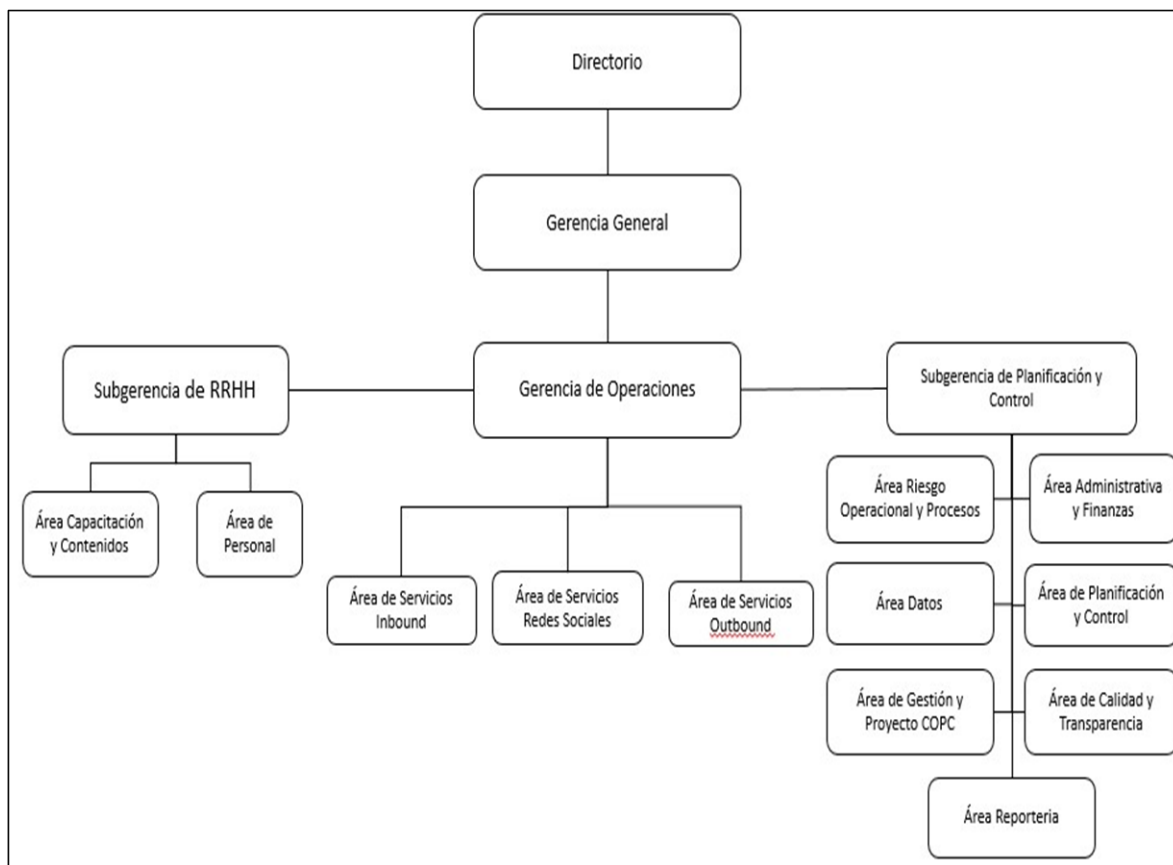 Directorio
Gerencia General
Subgerencia de RRHH
Gerencia de Operaciones
Subgerencia de Planificación y
Control
Área Capacitación
y Contenidos
Área de
Personal
Área de Servicios
Inbound
Área de Servicios
Redes Sociales
Área de Servicios
Outbound
Área Riesgo
Operacional y Procesos
Área Administrativa
y Finanzas
Área Datos
Área de Planificación
y Control
Área de Gestión y
Proyecto COPC
Área de Calidad y
Transparencia
Área Reporteria